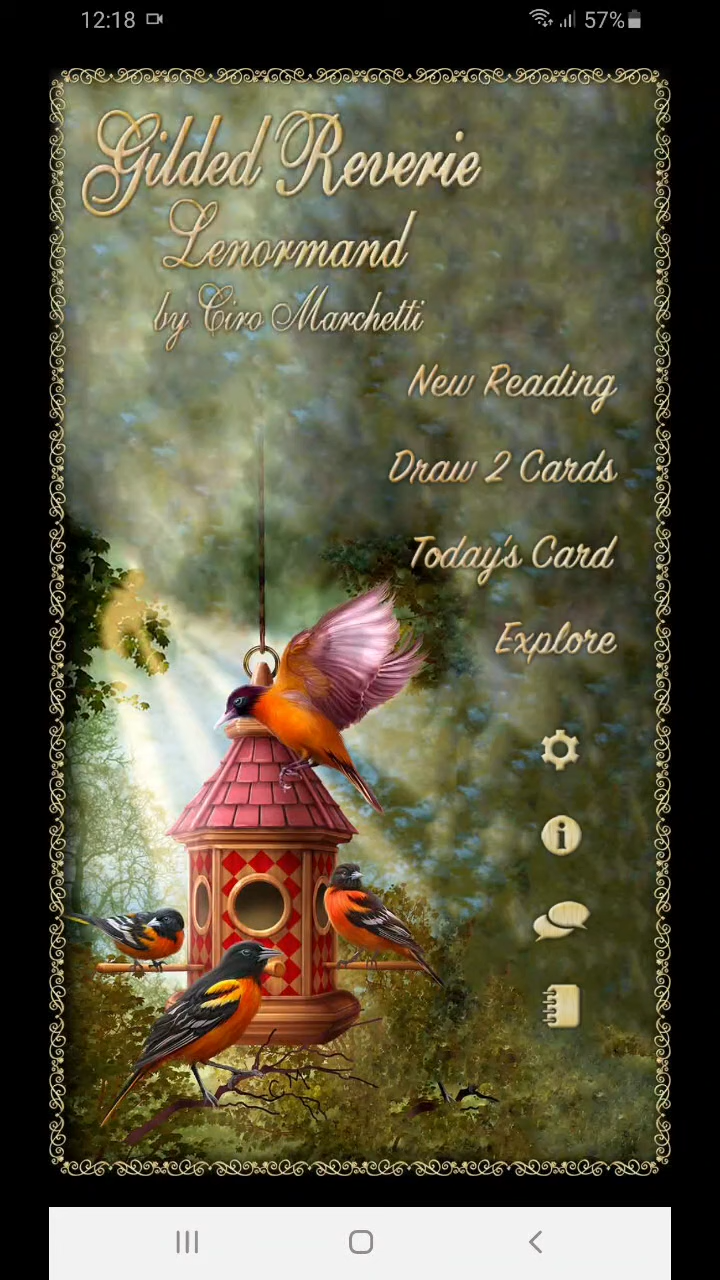 12:18
57%
Gilded Reverie
Lenormand
by Ciro Marchetti
New Reading
Draw 2 Cards
Today's Card
Explore